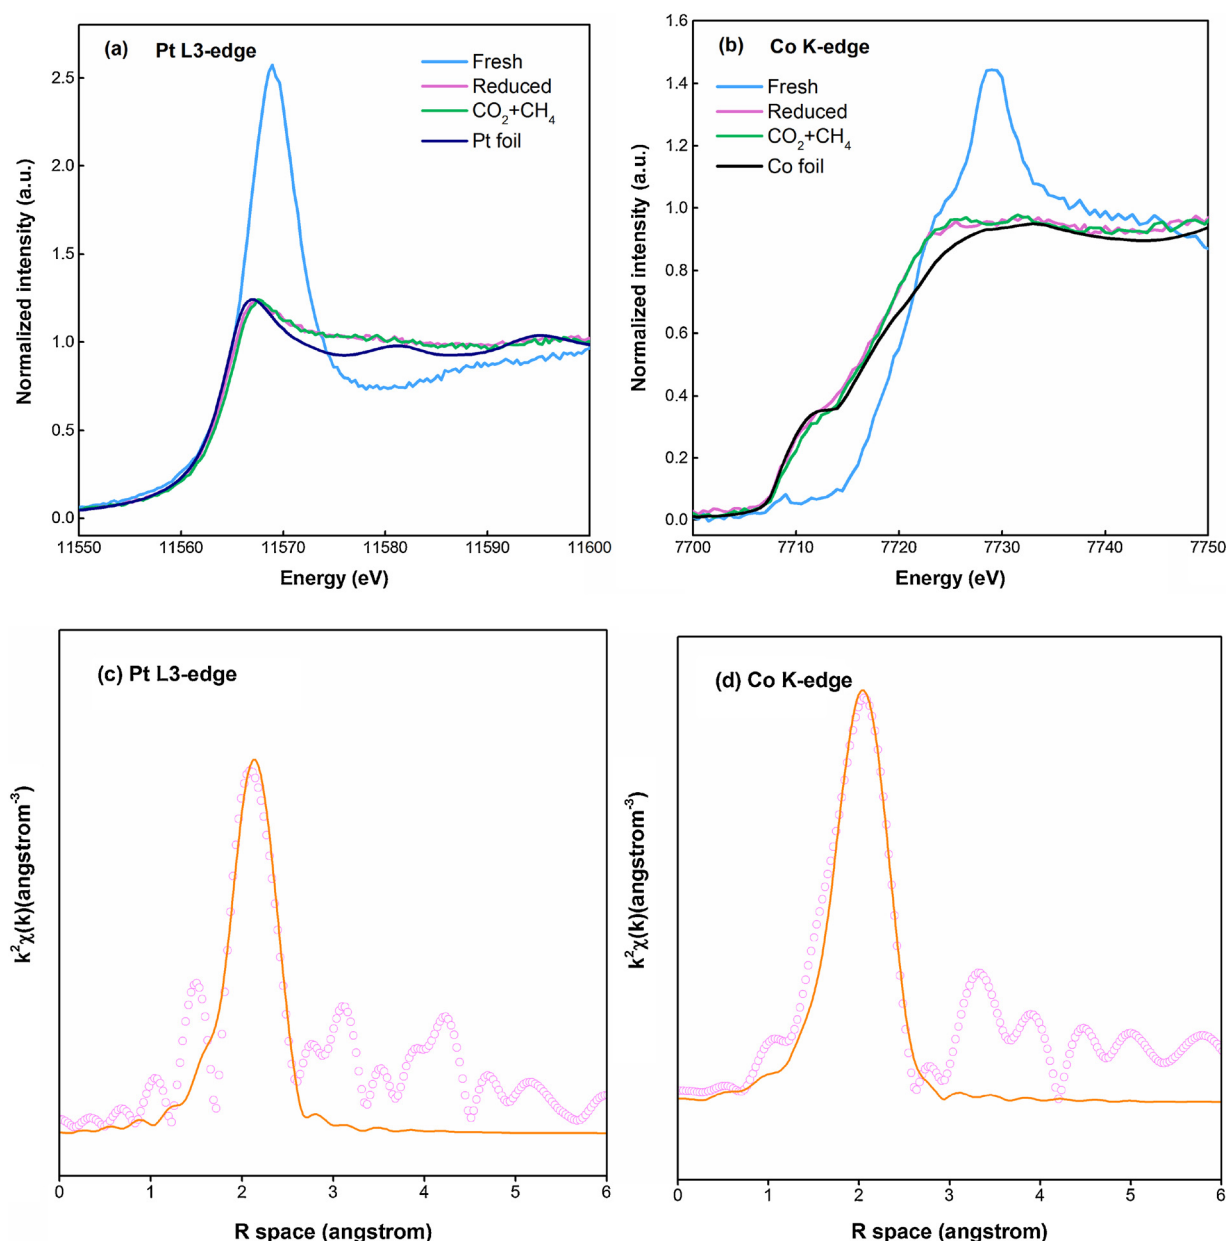 (a) Pt L3-edge
Fresh
Reduced
CO₂+CH₄
Pt foil
Normalized intensity (a.u.)
2.5
2.0
1.5
1.0
0.5
0.0
11550 11560 11570 11580 11590 11600
Energy (eV)
(b) Co K-edge
Fresh
Reduced
CO₂+CH₄
Co foil
Normalized intensity (a.u.)
1.6
1.4
1.2
1.0
0.8
0.6
0.4
0.2
0.0
7700 7710 7720 7730 7740 7750
Energy (eV)
(c) Pt L3-edge
k²χ(k)(angstrom⁻³)
0 1 2 3 4 5 6
R space (angstrom)
(d) Co K-edge
k²χ(k)(angstrom⁻³)
0 1 2 3 4 5 6
R space (angstrom)